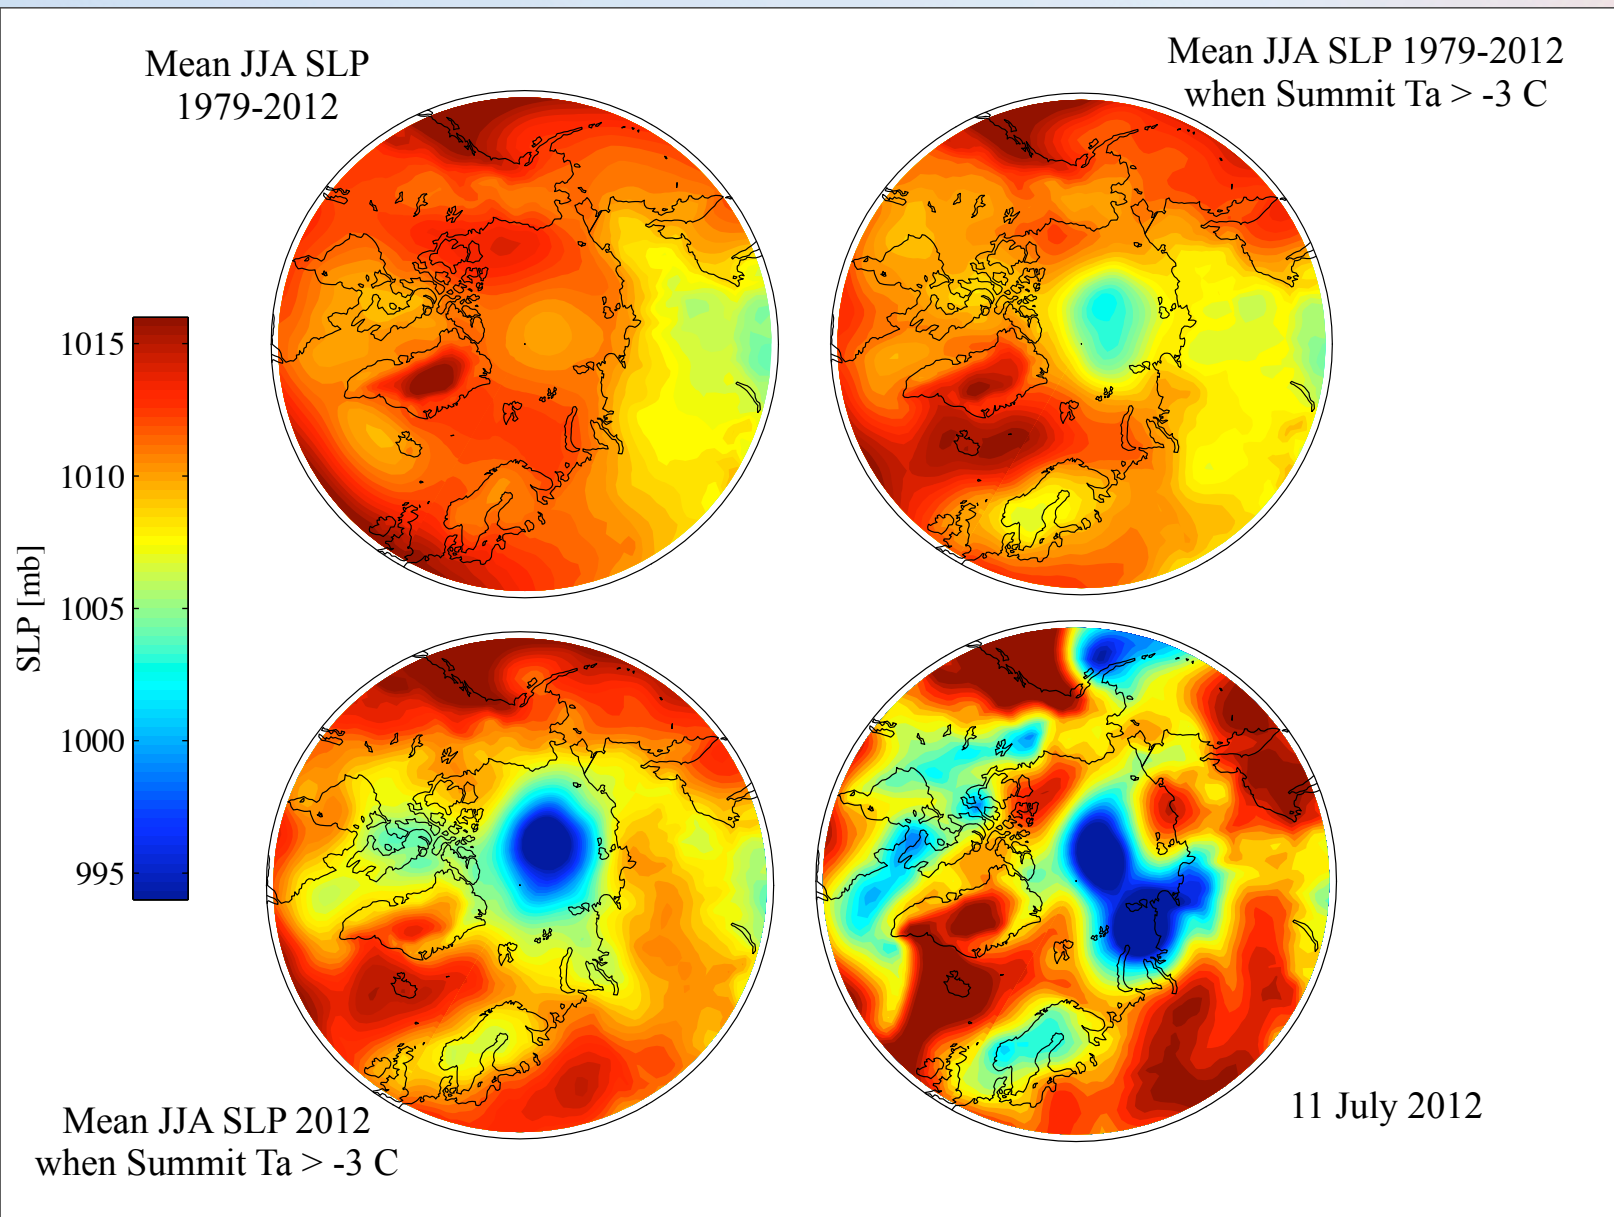 Mean JJA SLP
1979-2012
Mean JJA SLP 1979-2012
when Summit Ta > -3 C
1015
1010
1005
1000
995
SLP [mb]
Mean JJA SLP 2012
when Summit Ta > -3 C
11 July 2012